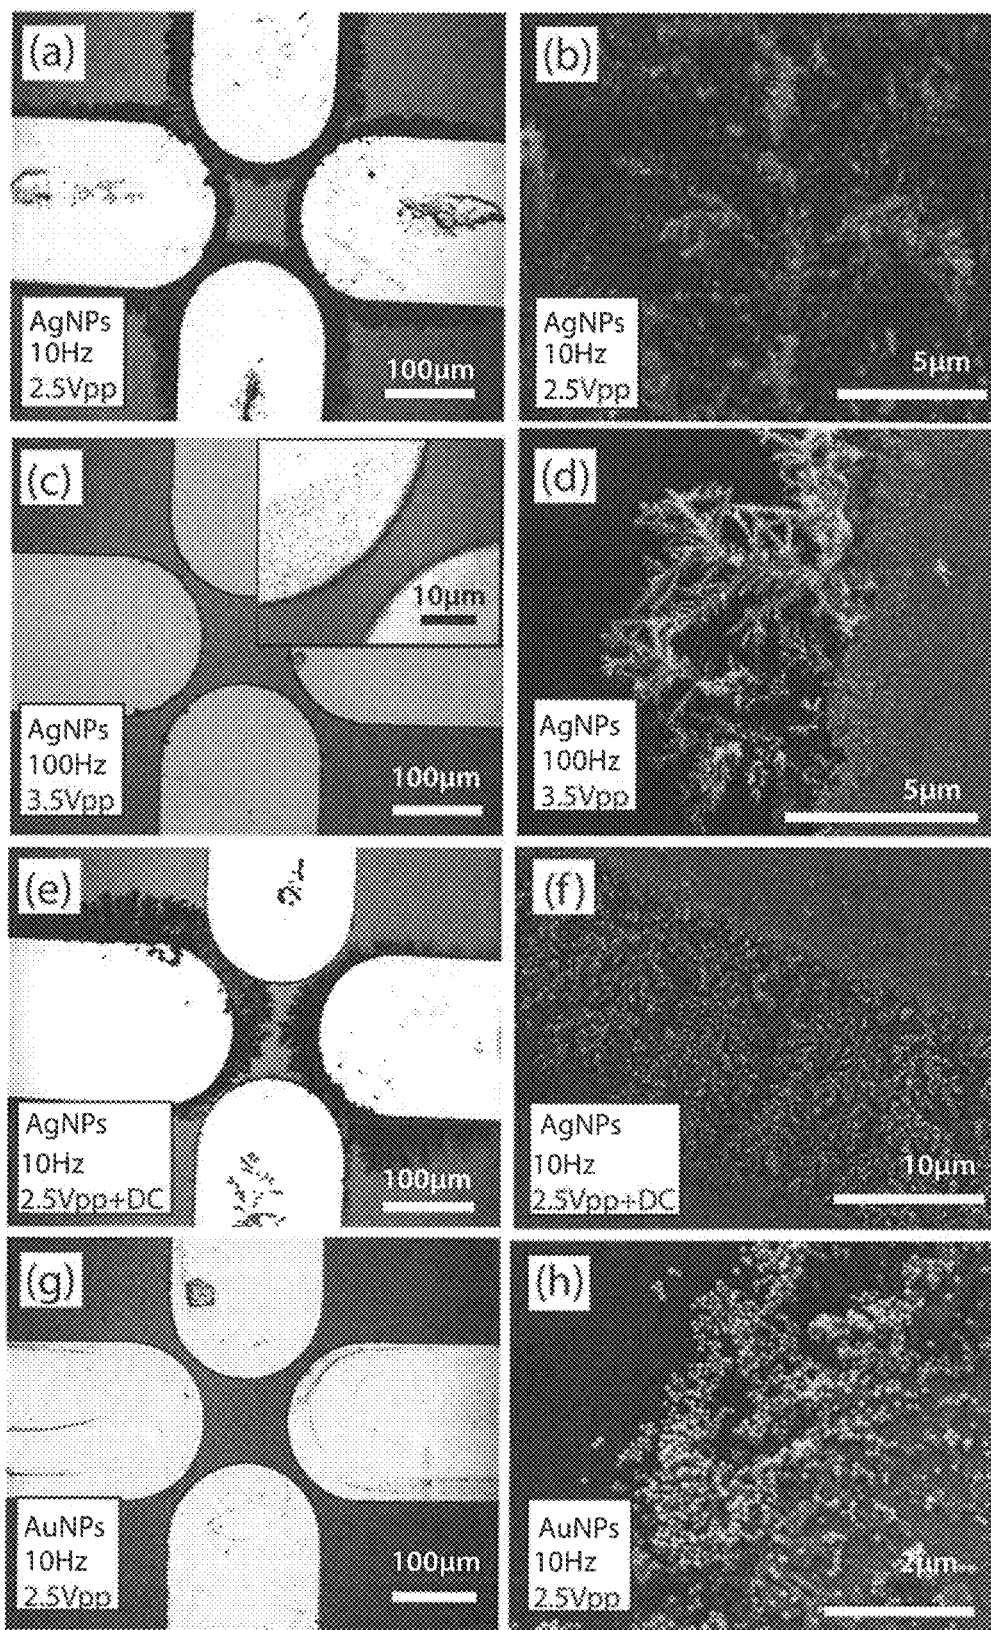 (a)
AgNPs
10Hz
2.5Vpp
100μm
(b)
AgNPs
10Hz
2.5Vpp
5μm
(c)
10μm
AgNPs
100Hz
3.5Vpp
100μm
(d)
AgNPs
100Hz
3.5Vpp
5μm
(e)
AgNPs
10Hz
2.5Vpp+DC
100μm
(f)
AgNPs
10Hz
2.5Vpp+DC
10μm
(g)
AuNPs
10Hz
2.5Vpp
100μm
(h)
AuNPs
10Hz
2.5Vpp
2μm